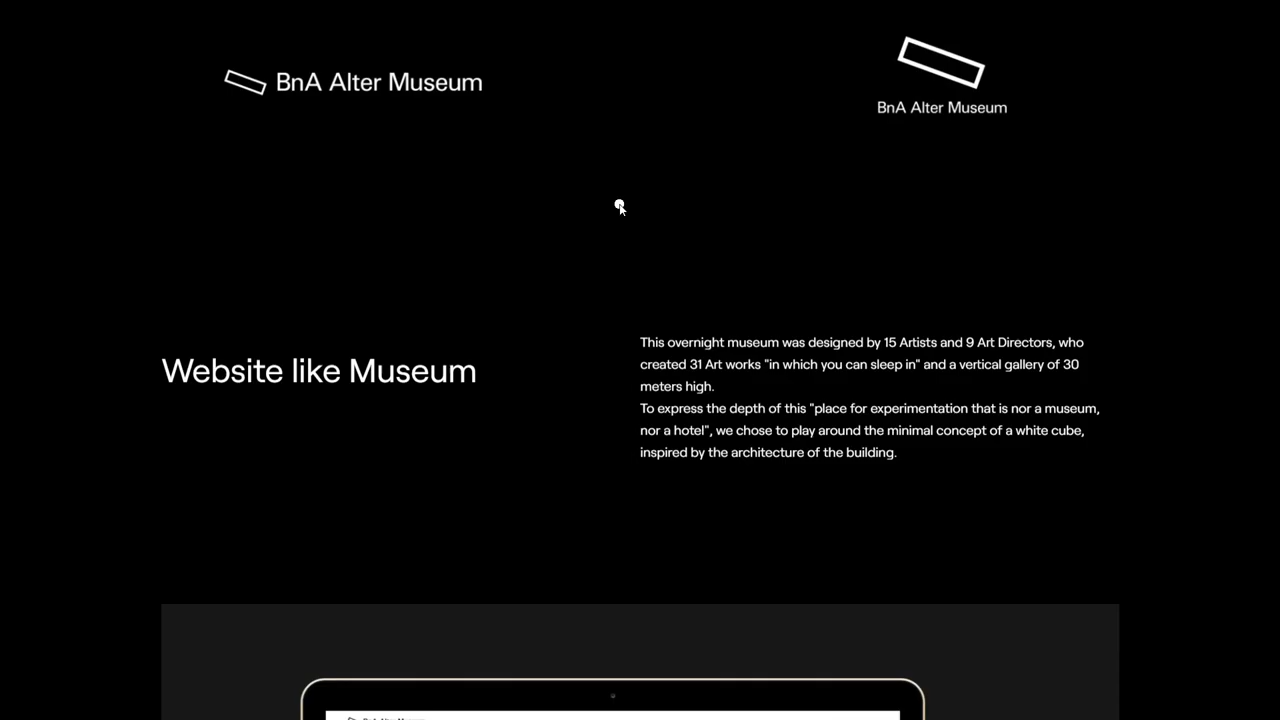 BnA Alter Museum
BnA Alter Museum
Website like Museum
This overnight museum was designed by 15 Artists and 9 Art Directors, who
created 31 Art works "in which you can sleep in" and a vertical gallery of 30
meters high.
To express the depth of this "place for experimentation that is nor a museum,
nor a hotel", we chose to play around the minimal concept of a white cube,
inspired by the architecture of the building.